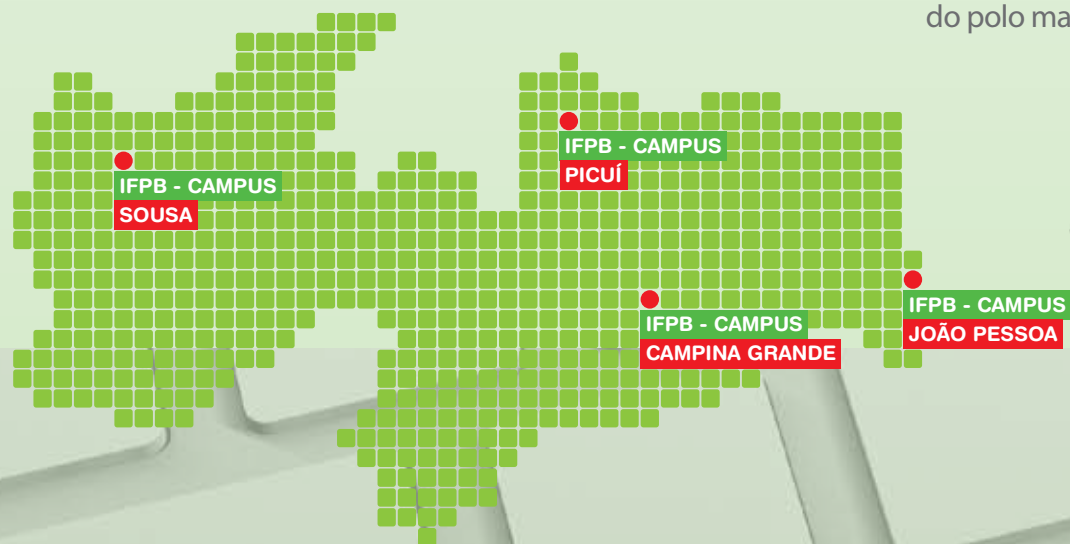 do polo ma
IFPB - CAMPUS
PICUÍ
IFPB - CAMPUS
SOUSA
IFPB - CAMPUS
JOÃO PESSOA
IFPB - CAMPUS
CAMPINA GRANDE